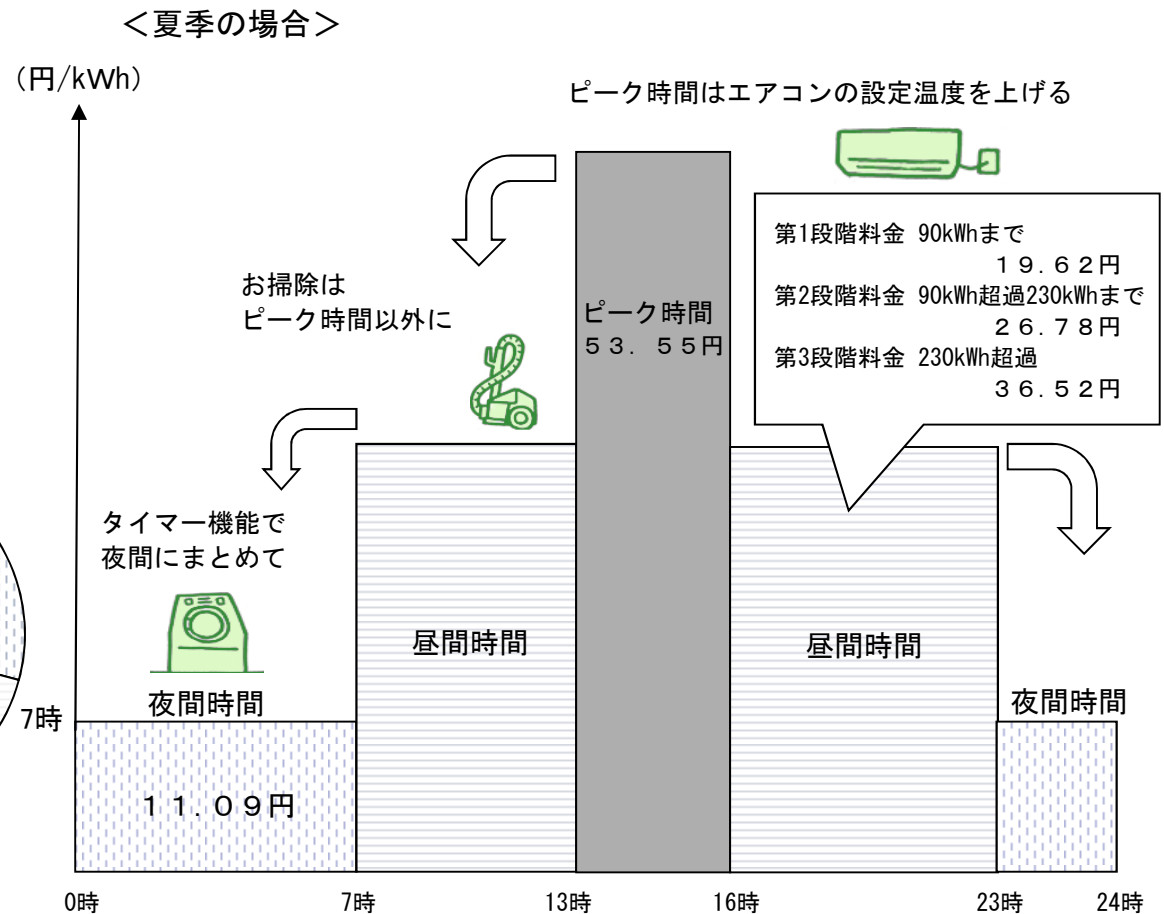 ＜夏季の場合＞
（円/kWh）
ピーク時間はエアコンの設定温度を上げる
第1段階料金 90kWhまで
１９.６２円
第2段階料金 90kWh超過230kWhまで
２６.７８円
第3段階料金 230kWh超過
３６.５２円
お掃除は
ピーク時間以外に
ピーク時間
５３．５５円
タイマー機能で
夜間にまとめて
昼間時間
昼間時間
夜間時間
夜間時間
7時
１１.０９円
0時
7時
13時
16時
23時
24時